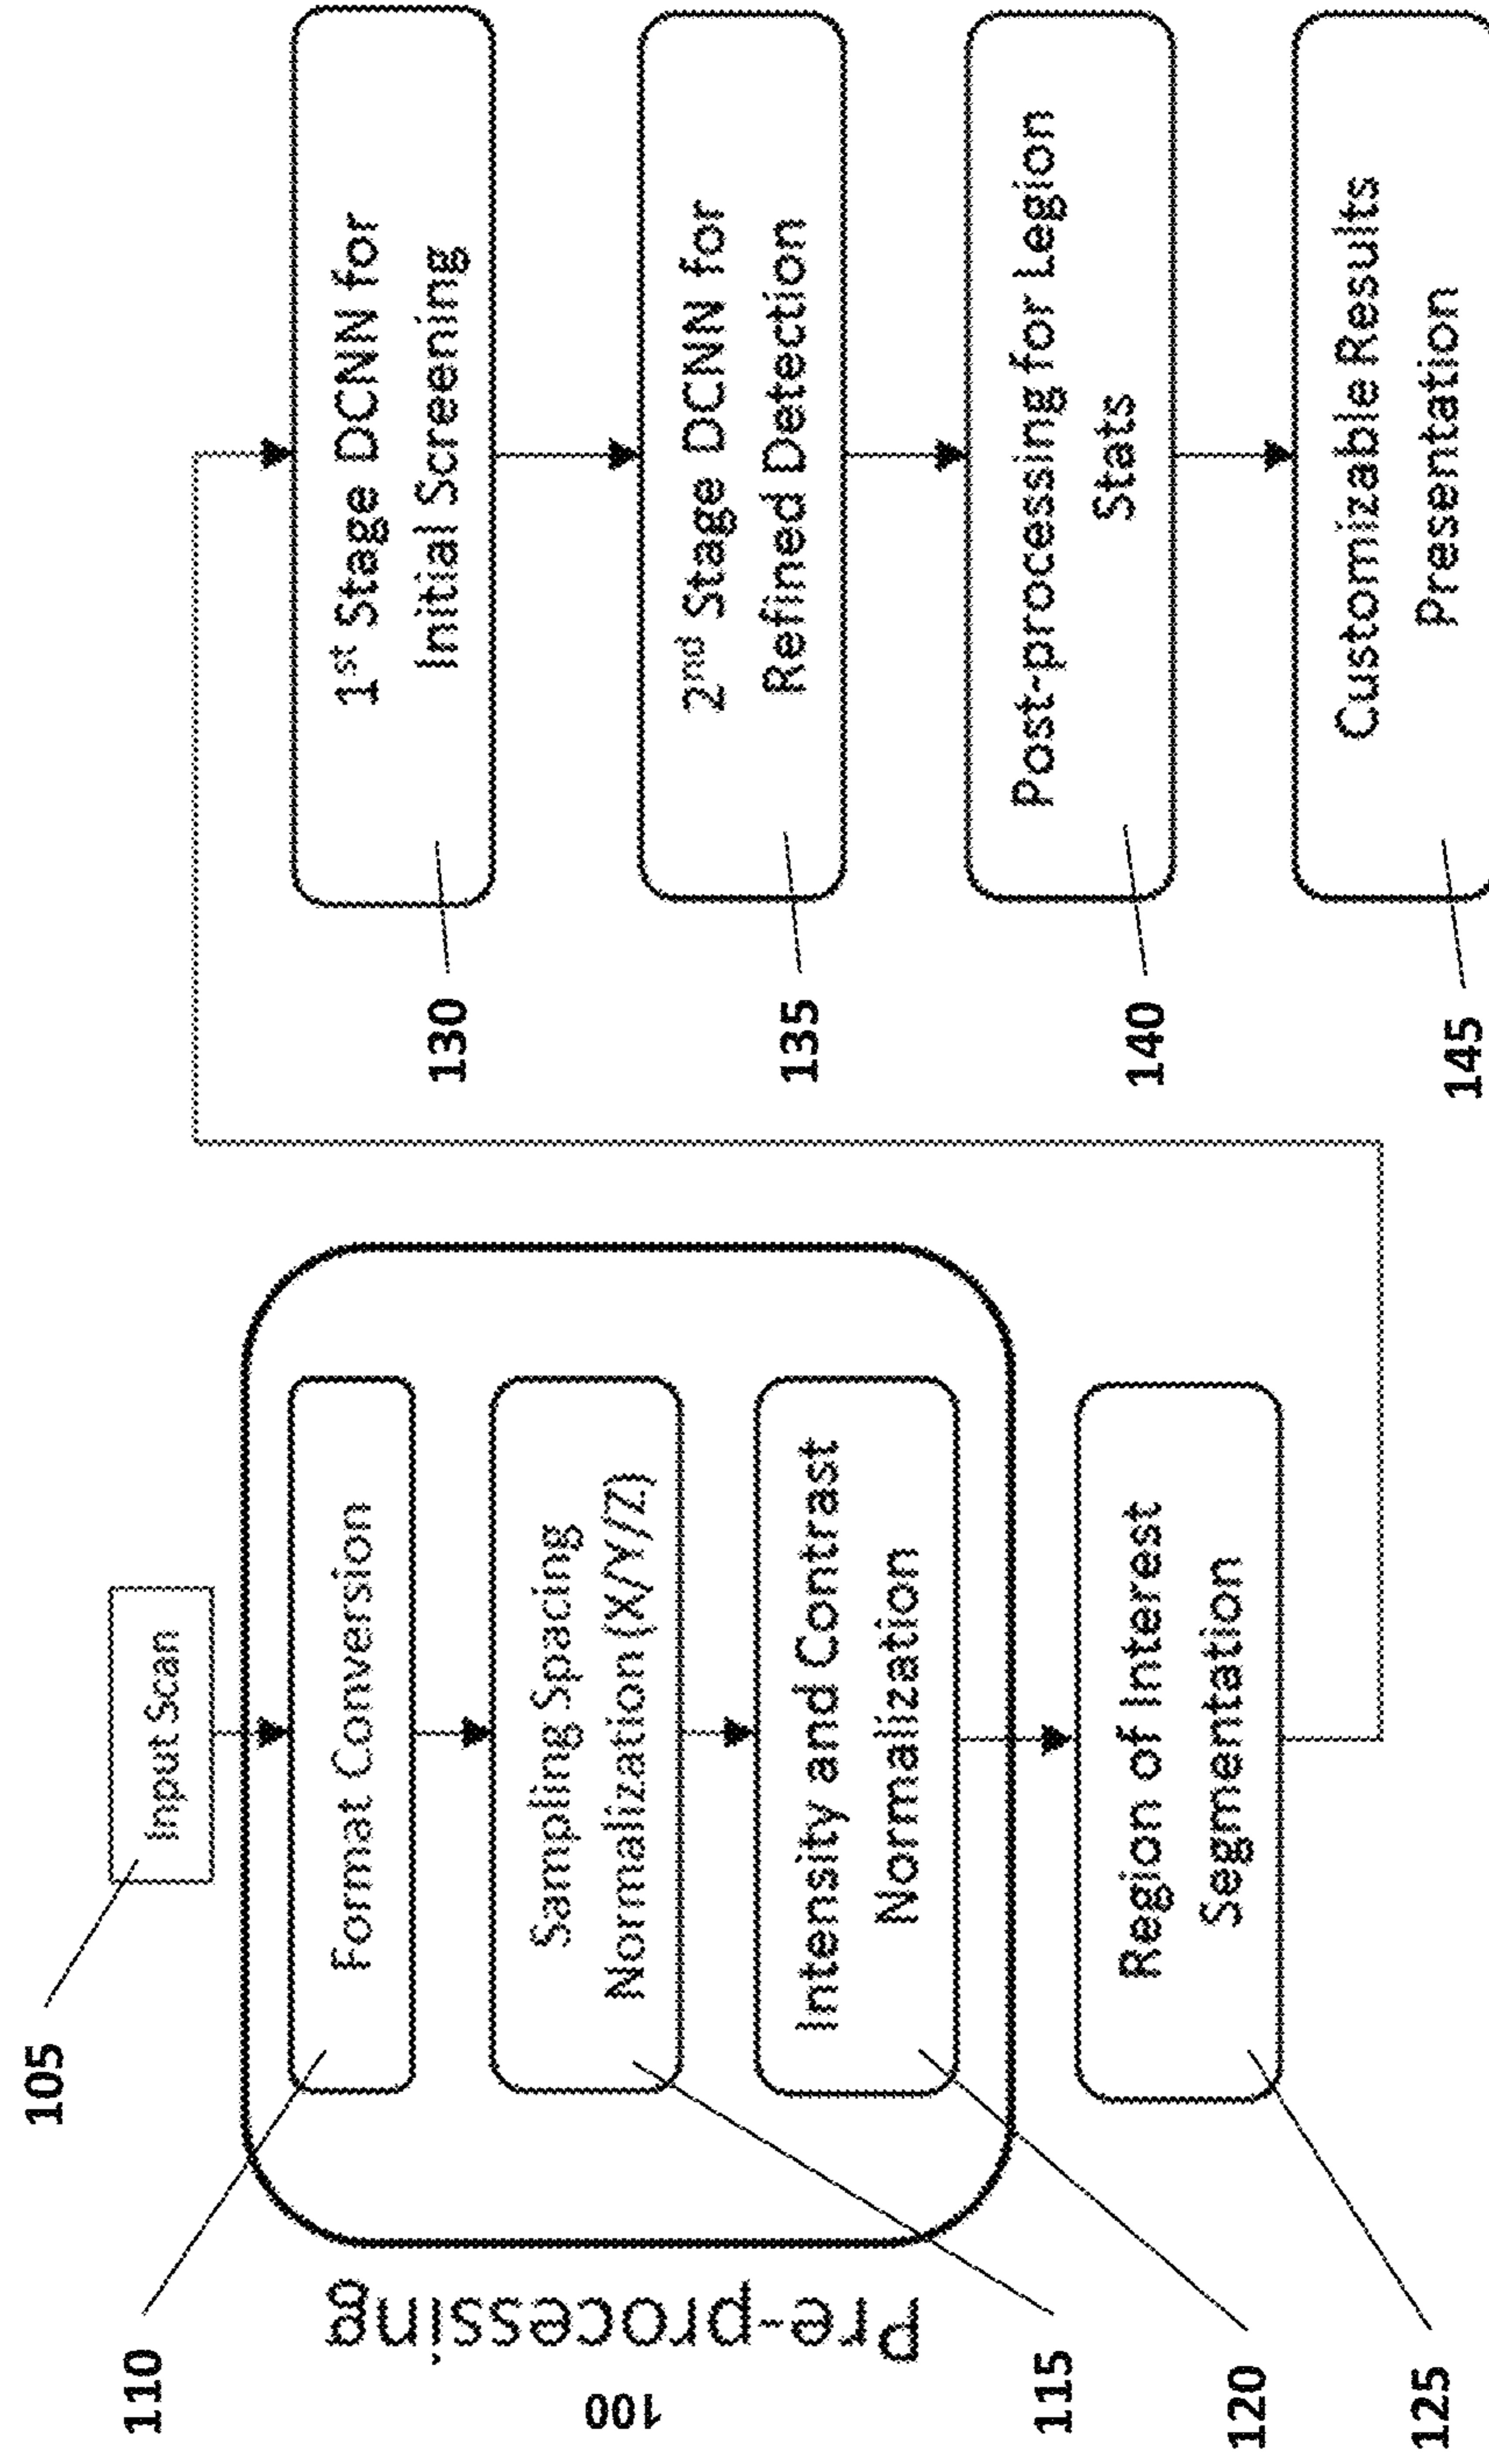 105
Input Scan
110
Format Conversion
Sampling Spacing
Normalization (X/Y/Z)
115
Intensity and Contrast
Normalization
120
Pre-processing
100
Region of Interest
Segmentation
125
1st Stage DCNN for
Initial Screening
130
2nd Stage DCNN for
Refined Detection
135
Post-processing for Legion
Stats
140
Customizable Results
Presentation
145